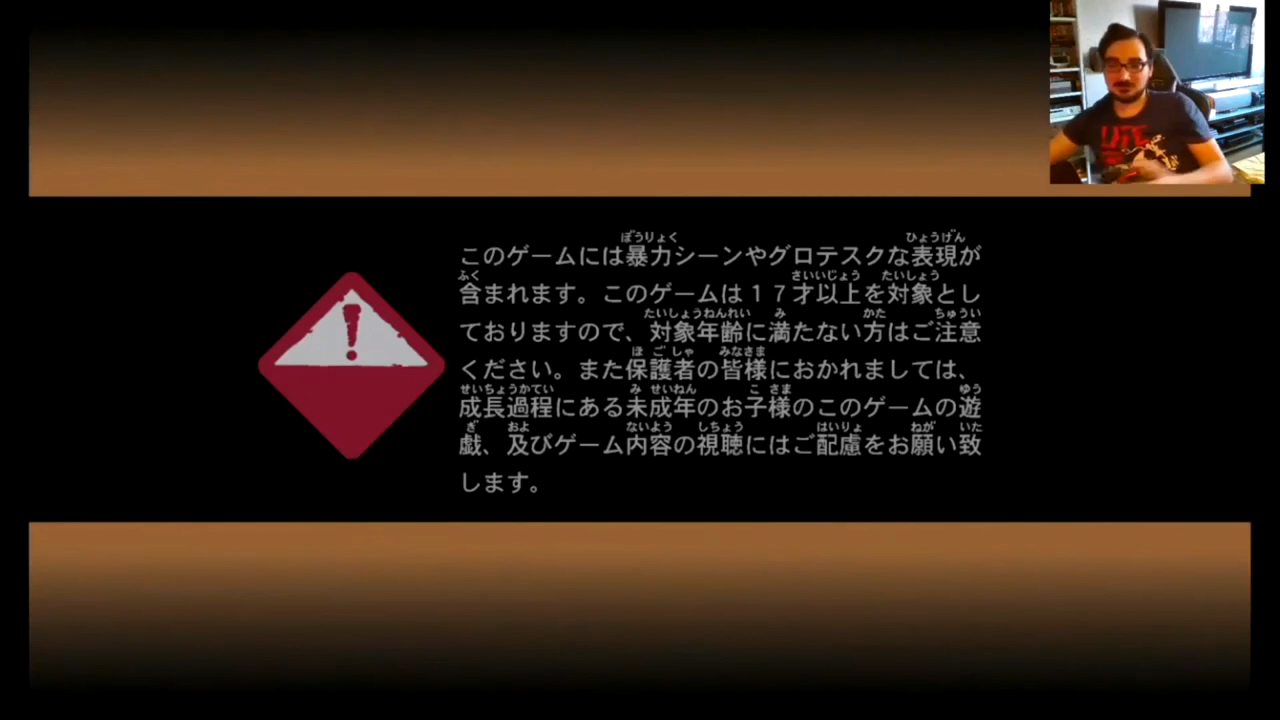 このゲームには暴力シーンやグロテスクな表現が
含まれます。このゲームは１７才以上を対象とし
ておりますので、対象年齢に満たない方はご注意
ください。また保護者の皆様におかれましては、
成長過程にある未成年のお子様のこのゲームの遊
戯、及びゲーム内容の視聴にはご配慮をお願い致
します。